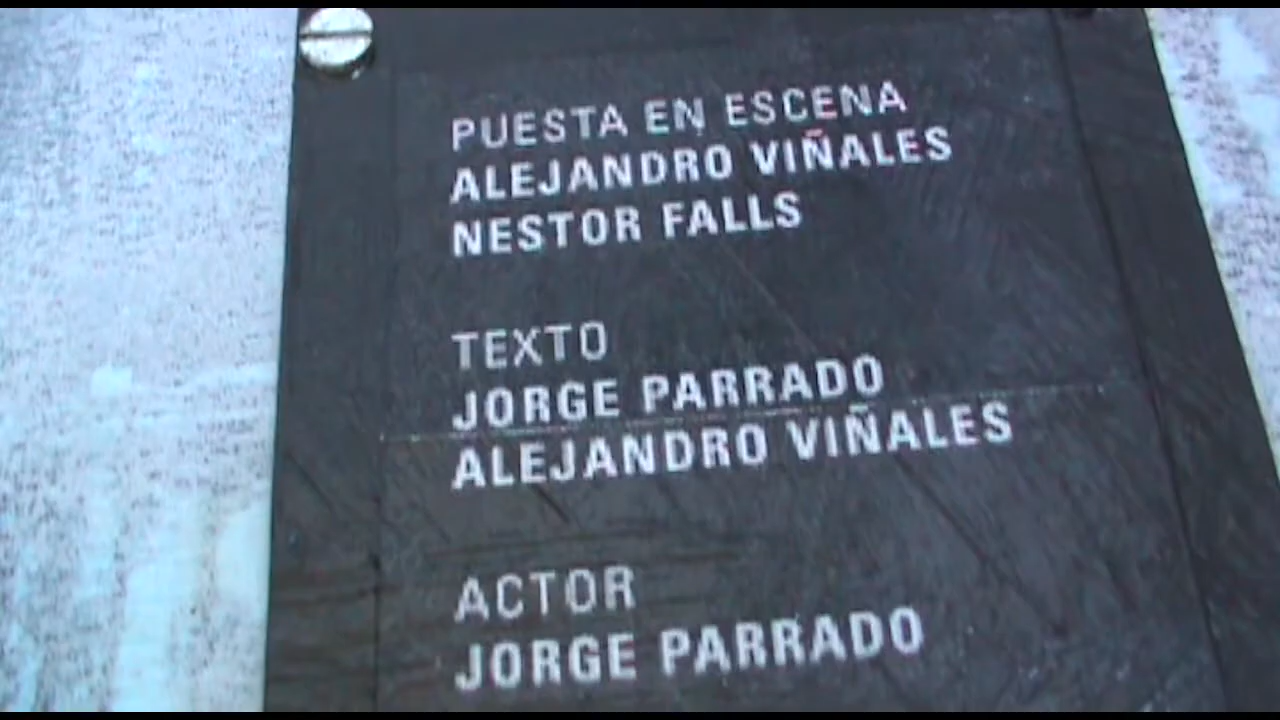 PUESTA EN ESCENA
ALEJANDRO VIÑALES
NESTOR FALLS
TEXTO
JORGE PARRADO
ALEJANDRO VIÑALES
ACTOR
JORGE PARRADO